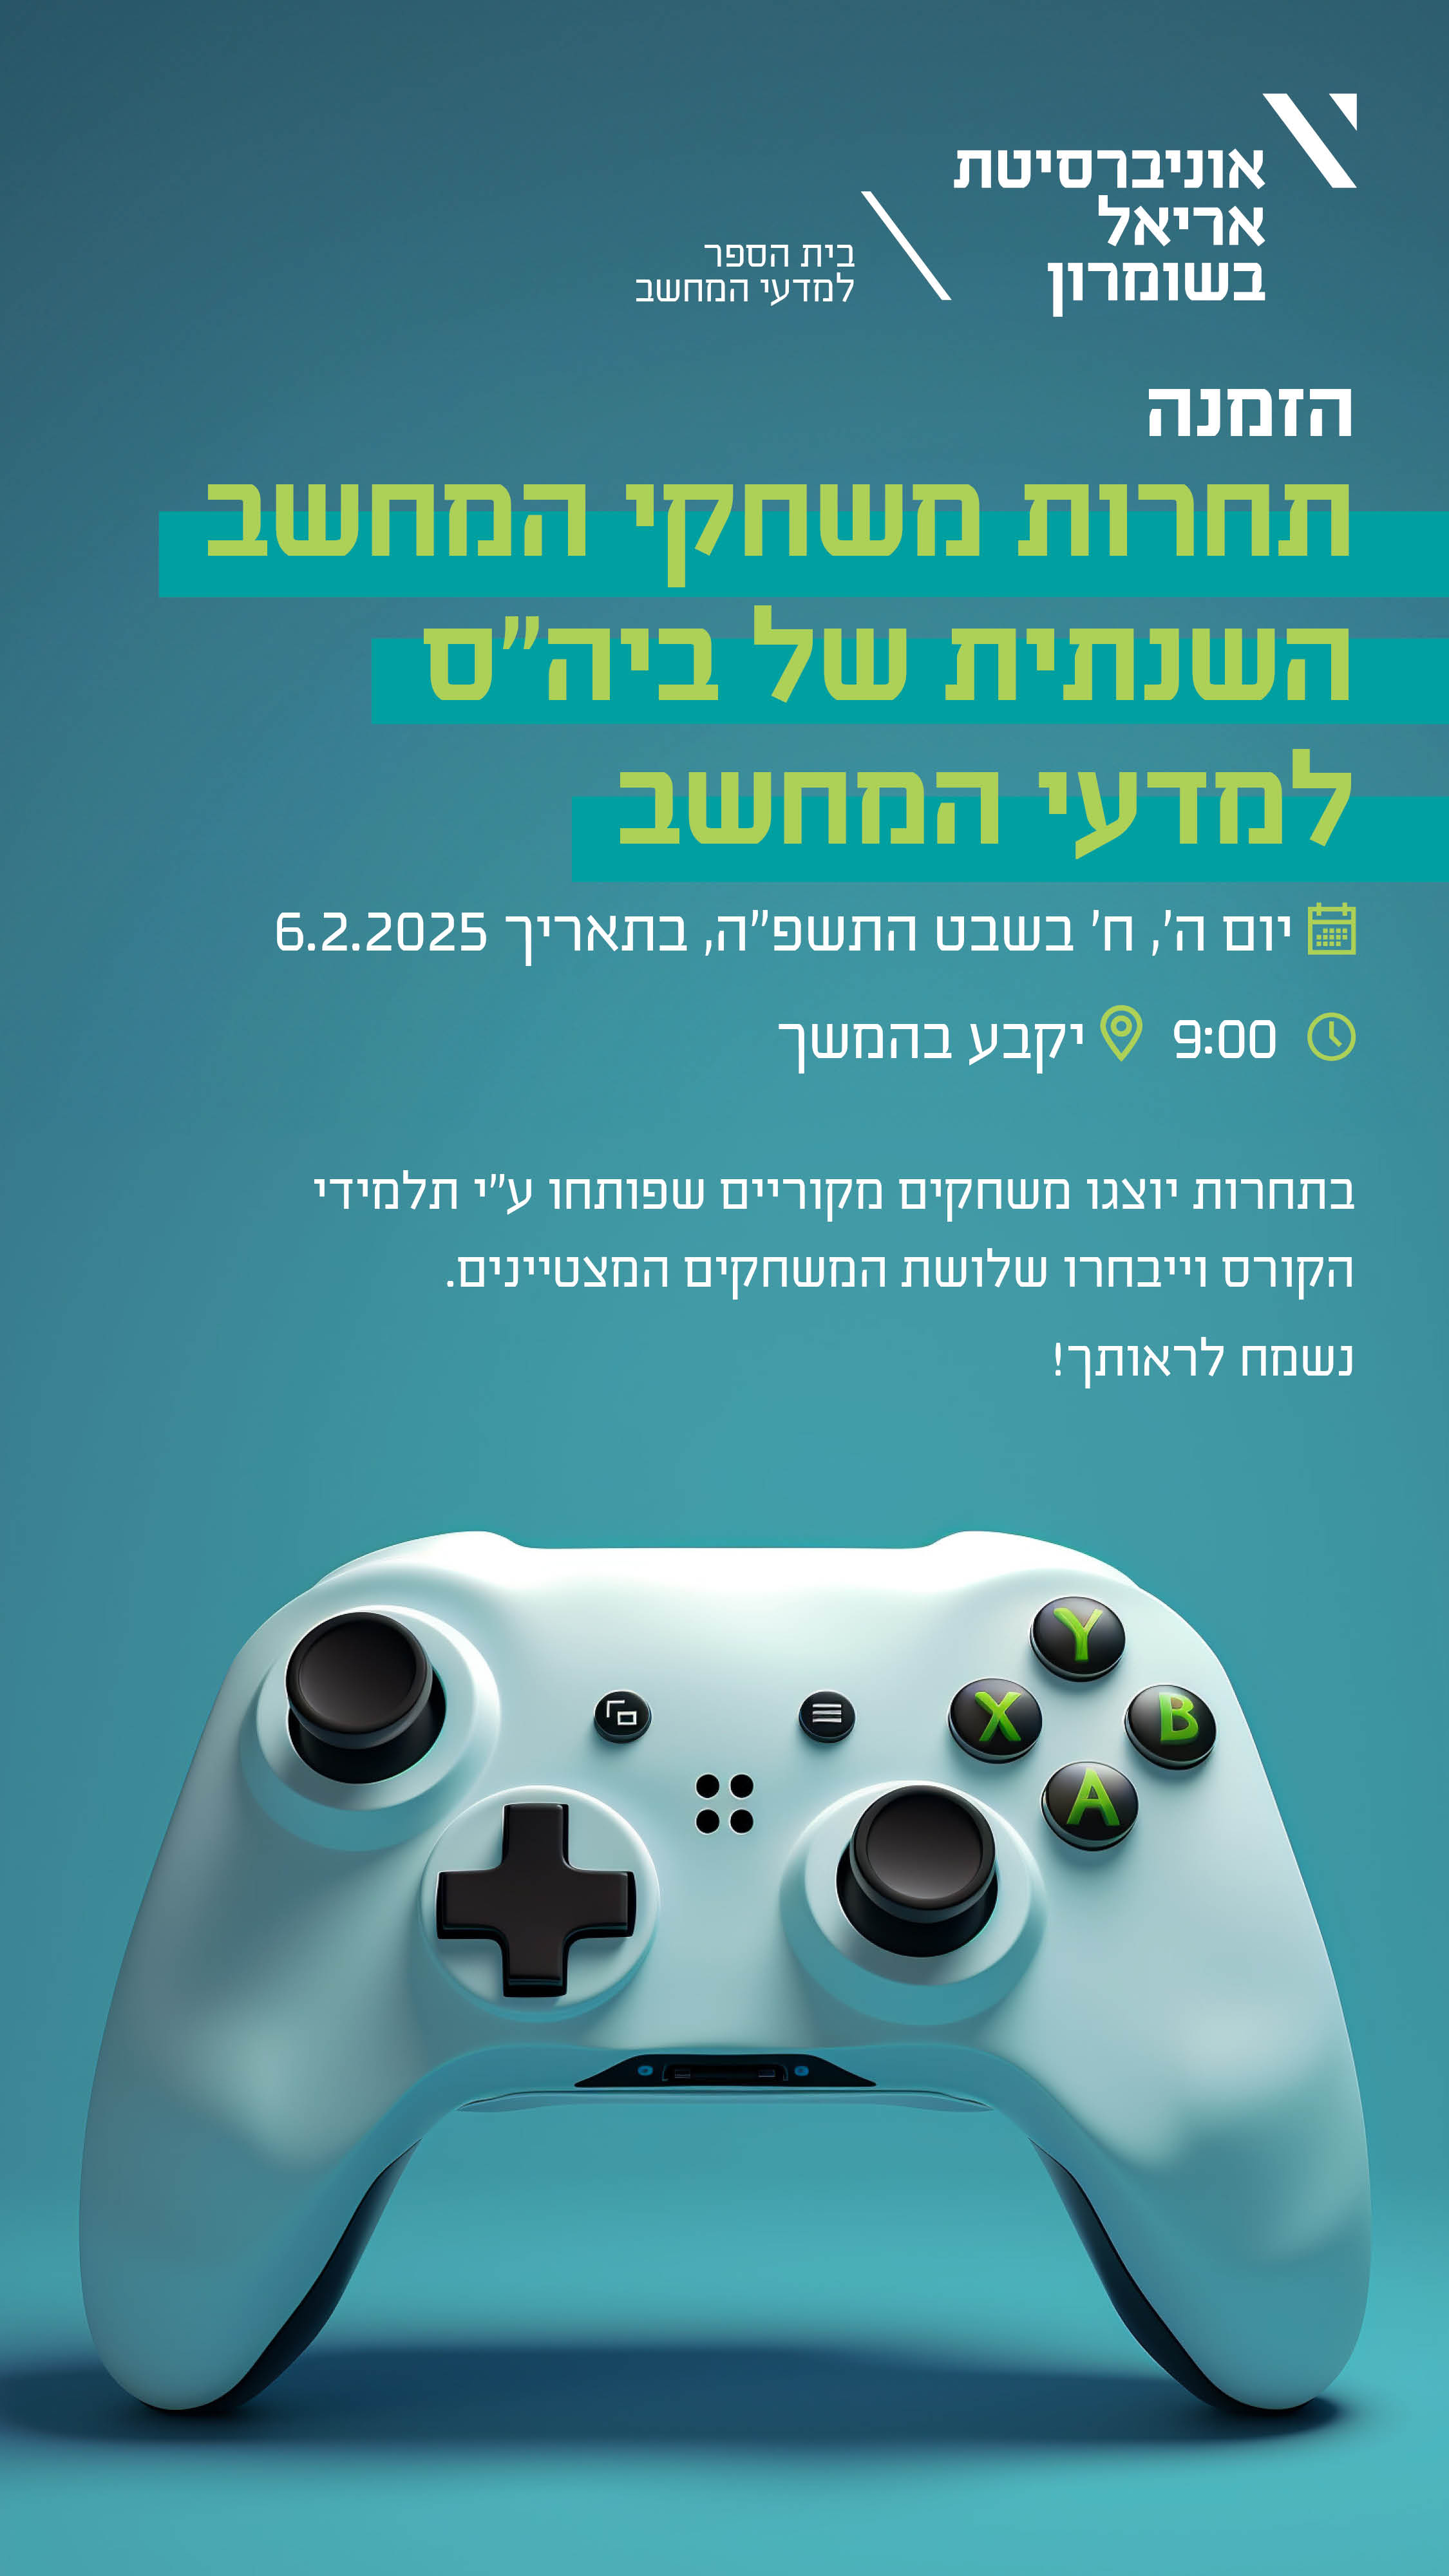 אוניברסיטת
אריאל
בשומרון
בית הספר
למדעי המחשב
הזמנה
תחרות משחקי המחשב
השנתית של ביה"ס
למדעי המחשב
יום ה', ח' בשבט התשפ"ה, בתאריך 6.2.2025
9:00 יקבע בהמשך
בתחרות יוצגו משחקים מקוריים שפותחו ע"י תלמידי
הקורס וייבחרו שלושת המשחקים המצטיינים.
נשמח לראותך!
Y
X B
A